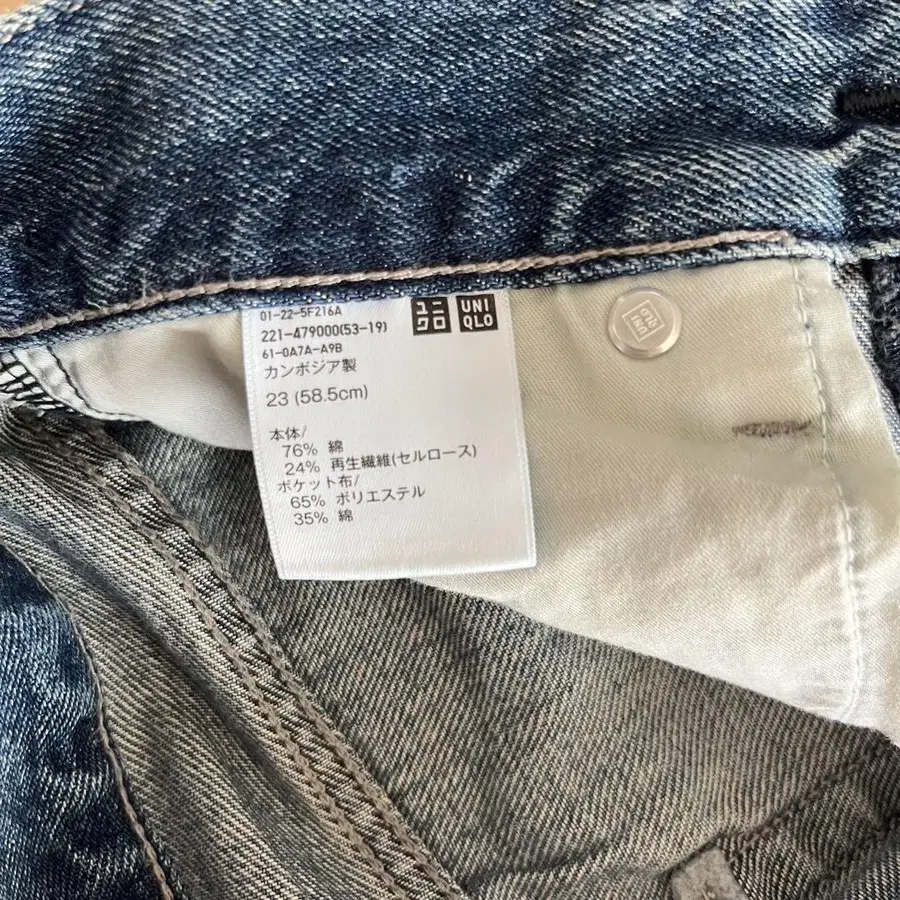 01-22-5F216A
ユニクロ UNIQLO
221-479000(53-19)
61-0A7A-A9B
カンボジア製
23 (58.5cm)
本体/
76% 綿
24% 再生繊維(セルロース)
ポケット布/
65% ポリエステル
35% 綿